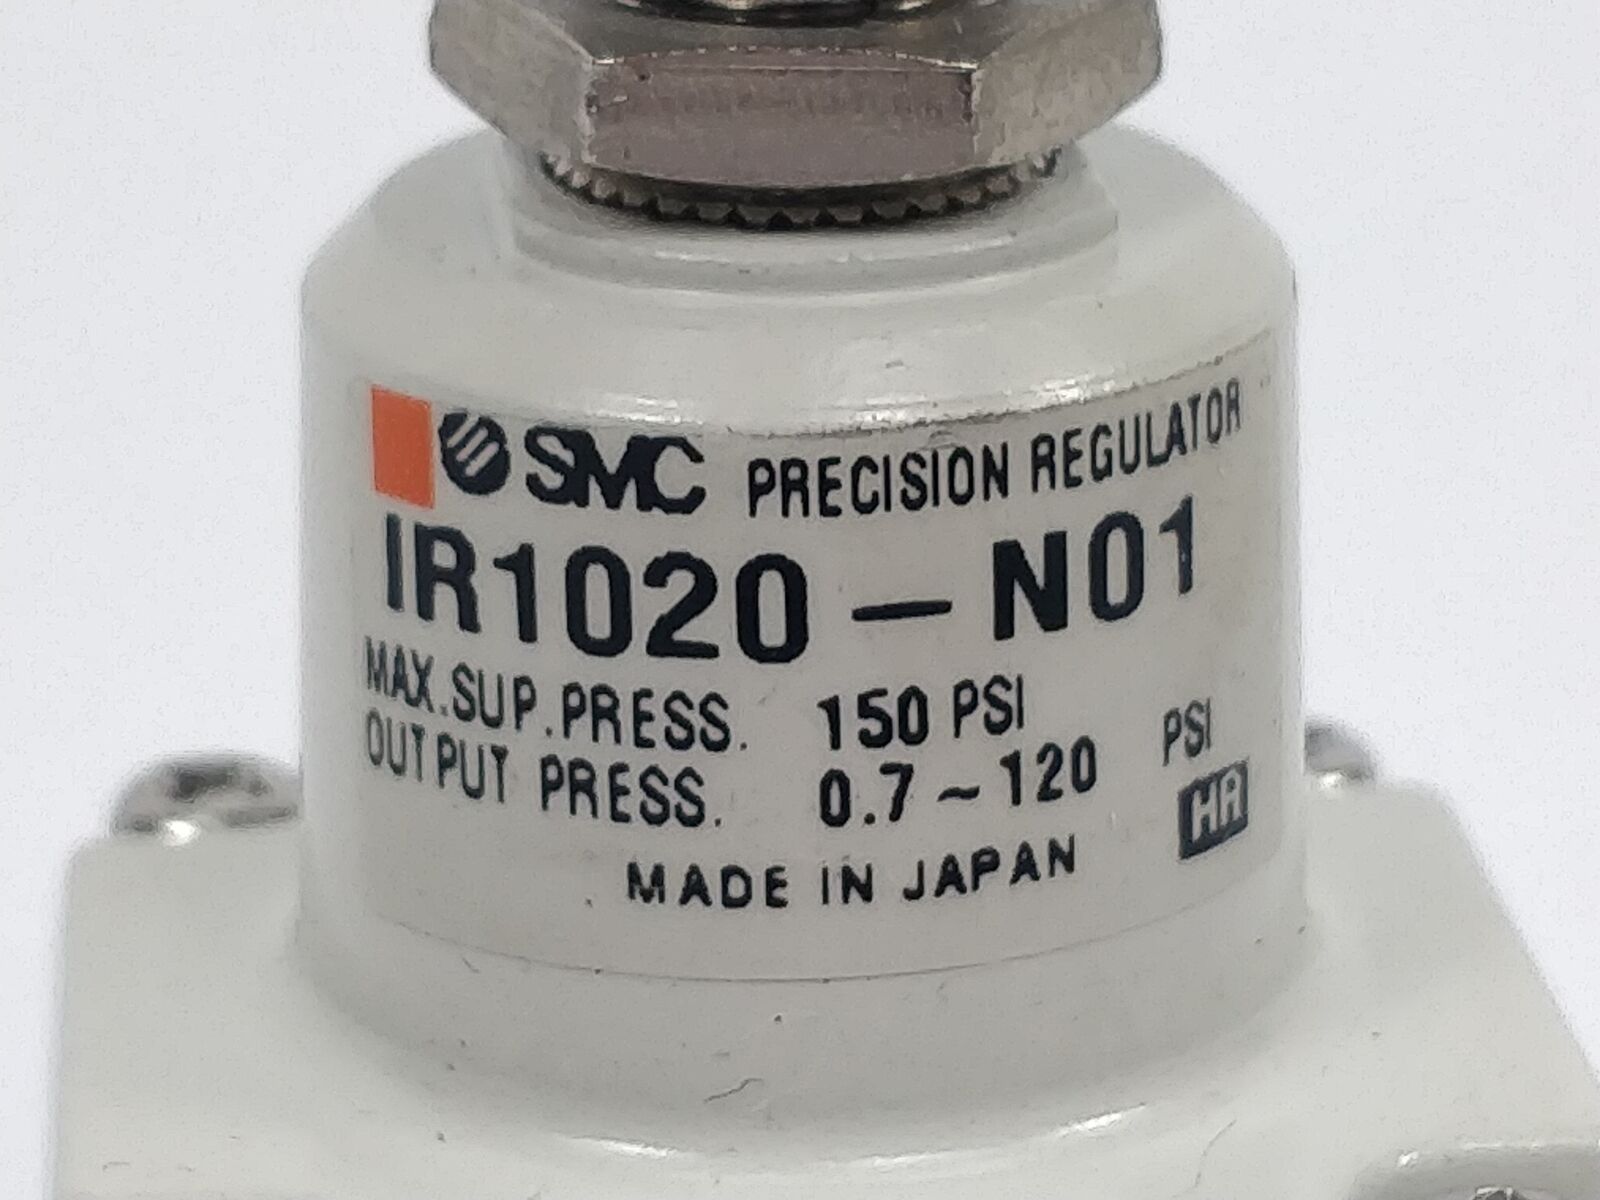 SMC PRECISION REGULATOR
IR1020-N01
MAX.SUP.PRESS. 150 PSI
OUTPUT PRESS. 0.7~120 PSI
MADE IN JAPAN